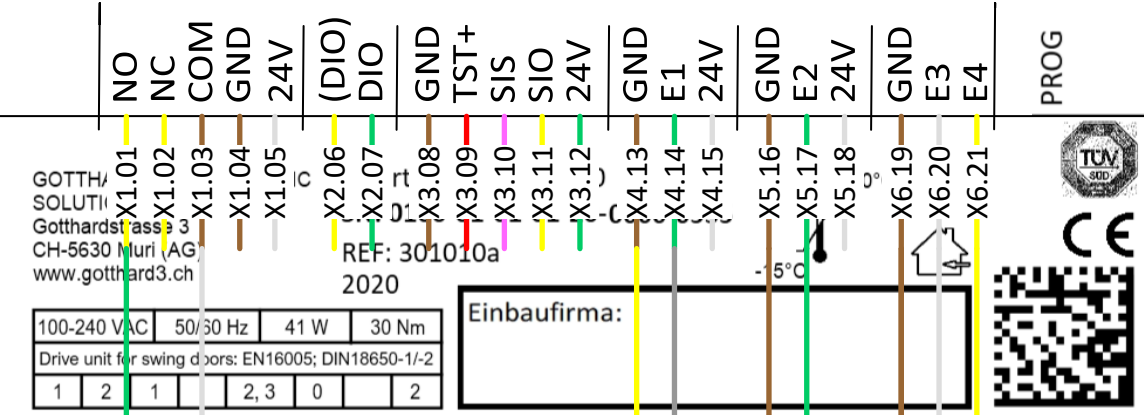 NO NC COM GND 24V (DIO) DIO GND TST+ SIS SIO 24V GND E1 24V GND E2 24V GND E3 E4 PROG
X1.01 X1.02 X1.03 X1.04 X1.05 X2.06 X2.07 X3.08 X3.09 X3.10 X3.11 X3.12 X4.13 X4.14 X4.15 X5.16 X5.17 X5.18 X6.19 X6.20 X6.21
TÜV
SÜD
Gotthardstrasse 3
CH-5630 Muri (AG)
www.gotthard3.ch
REF: 301010a
2020
-15°C
CE
100-240 VAC 50/60 Hz 41 W 30 Nm
Drive unit for swing doors: EN16005; DIN18650-1/-2
1 2 1 2, 3 0 2
Einbaufirma: